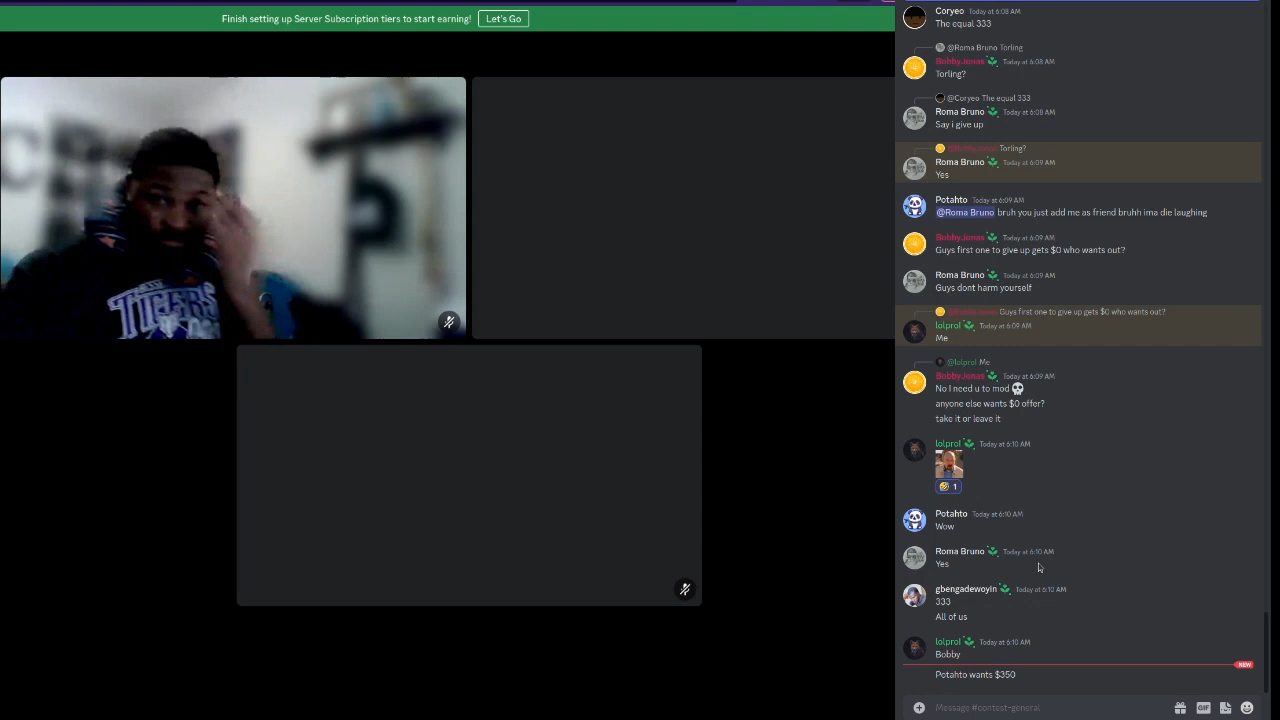 Finish setting up Server Subscription tiers to start earning! Let's Go
TIGERS
Coryeo Today at 6:08 AM
The equal 333
@Roma Bruno Torling
BobbyJonas Today at 6:08 AM
Torling?
@Coryeo The equal 333
Roma Bruno Today at 6:08 AM
Say i give up
@BobbyJonas Torling?
Roma Bruno Today at 6:09 AM
Yes
Potahto Today at 6:09 AM
@Roma Bruno bruh you just add me as friend bruhh ima die laughing
BobbyJonas Today at 6:09 AM
Guys first one to give up gets $0 who wants out?
Roma Bruno Today at 6:09 AM
Guys dont harm yourself
@BobbyJonas Guys first one to give up gets $0 who wants out?
lolprol Today at 6:09 AM
Me
@lolprol Me
BobbyJonas Today at 6:09 AM
No I need u to mod 💀
anyone else wants $0 offer?
take it or leave it
lolprol Today at 6:10 AM
🤣 1
Potahto Today at 6:10 AM
Wow
Roma Bruno Today at 6:10 AM
Yes
gbengadewoyin Today at 6:10 AM
333
All of us
lolprol Today at 6:10 AM
Bobby
NEW
Potahto wants $350
Message #contest-general
GIF